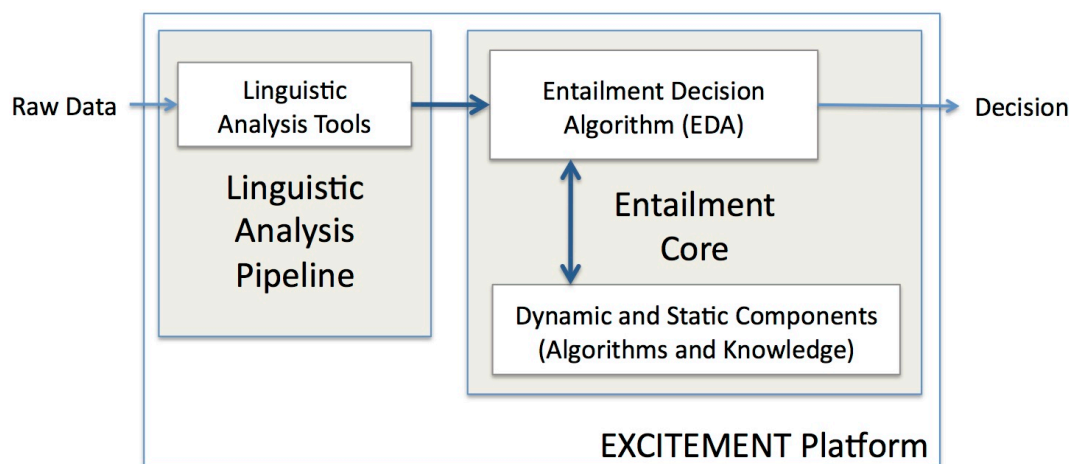 Raw Data
Linguistic
Analysis Tools
Linguistic
Analysis
Pipeline
Entailment Decision
Algorithm (EDA)
Entailment
Core
Dynamic and Static Components
(Algorithms and Knowledge)
Decision
EXCITEMENT Platform